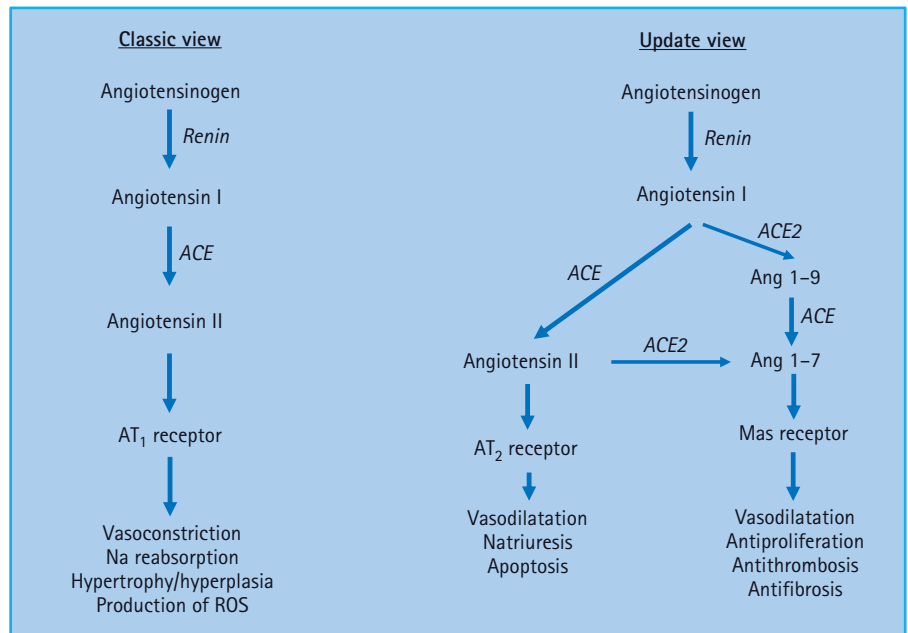 Classic view
Angiotensinogen
Renin
Angiotensin I
ACE
Angiotensin II
AT₁ receptor
Vasoconstriction
Na reabsorption
Hypertrophy/hyperplasia
Production of ROS
Update view
Angiotensinogen
Renin
Angiotensin I
ACE2
ACE
Ang 1–9
ACE
Angiotensin II
ACE2
Ang 1–7
AT₂ receptor
Mas receptor
Vasodilatation
Natriuresis
Apoptosis
Vasodilatation
Antiproliferation
Antithrombosis
Antifibrosis